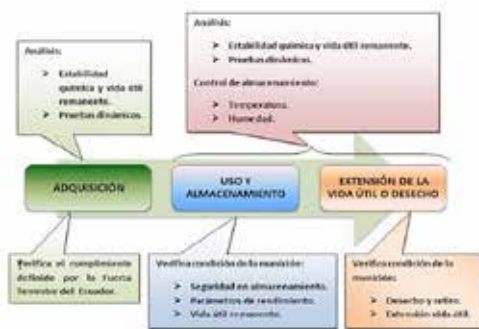 Análisis:
➤ Estabilidad
química y vida útil
remanente.
➤ Pruebas dinámicas.
Análisis:
➤ Estabilidad química y vida útil remanente.
➤ Pruebas dinámicas.
Control de almacenamiento:
➤ Temperatura.
➤ Humedad.
ADQUISICIÓN
USO Y
ALMACENAMIENTO
EXTENSIÓN DE LA
VIDA ÚTIL O DESECHO
Verifica el cumplimiento
definido por la Fuerza
Terrestre del Ecuador.
Verifica condición de la munición:
➤ Seguridad en almacenamiento.
➤ Parámetros de rendimiento.
➤ Vida útil remanente.
Verifica condición de la
munición:
➤ Desecho y retiro.
➤ Extensión vida útil.